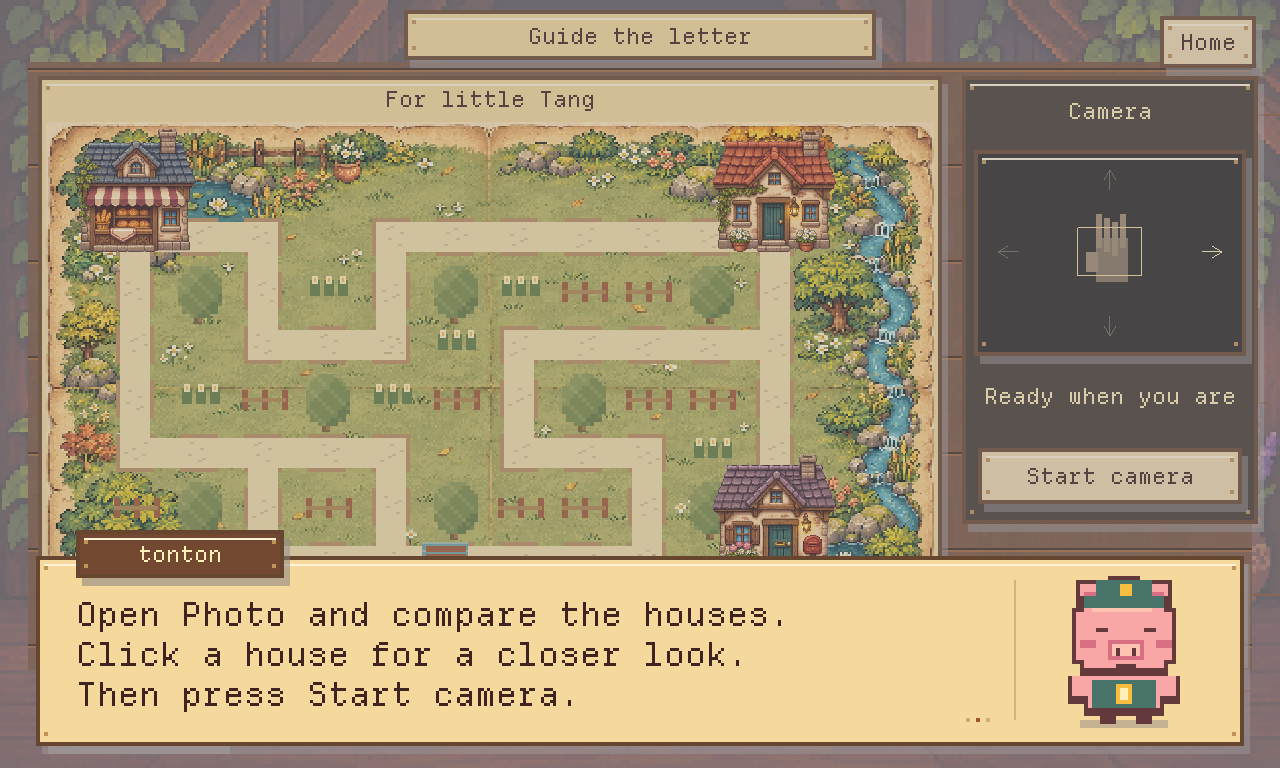 Guide the letter
Home
For little Tang
Camera
Ready when you are
Start camera
tonton
Open Photo and compare the houses.
Click a house for a closer look.
Then press Start camera.